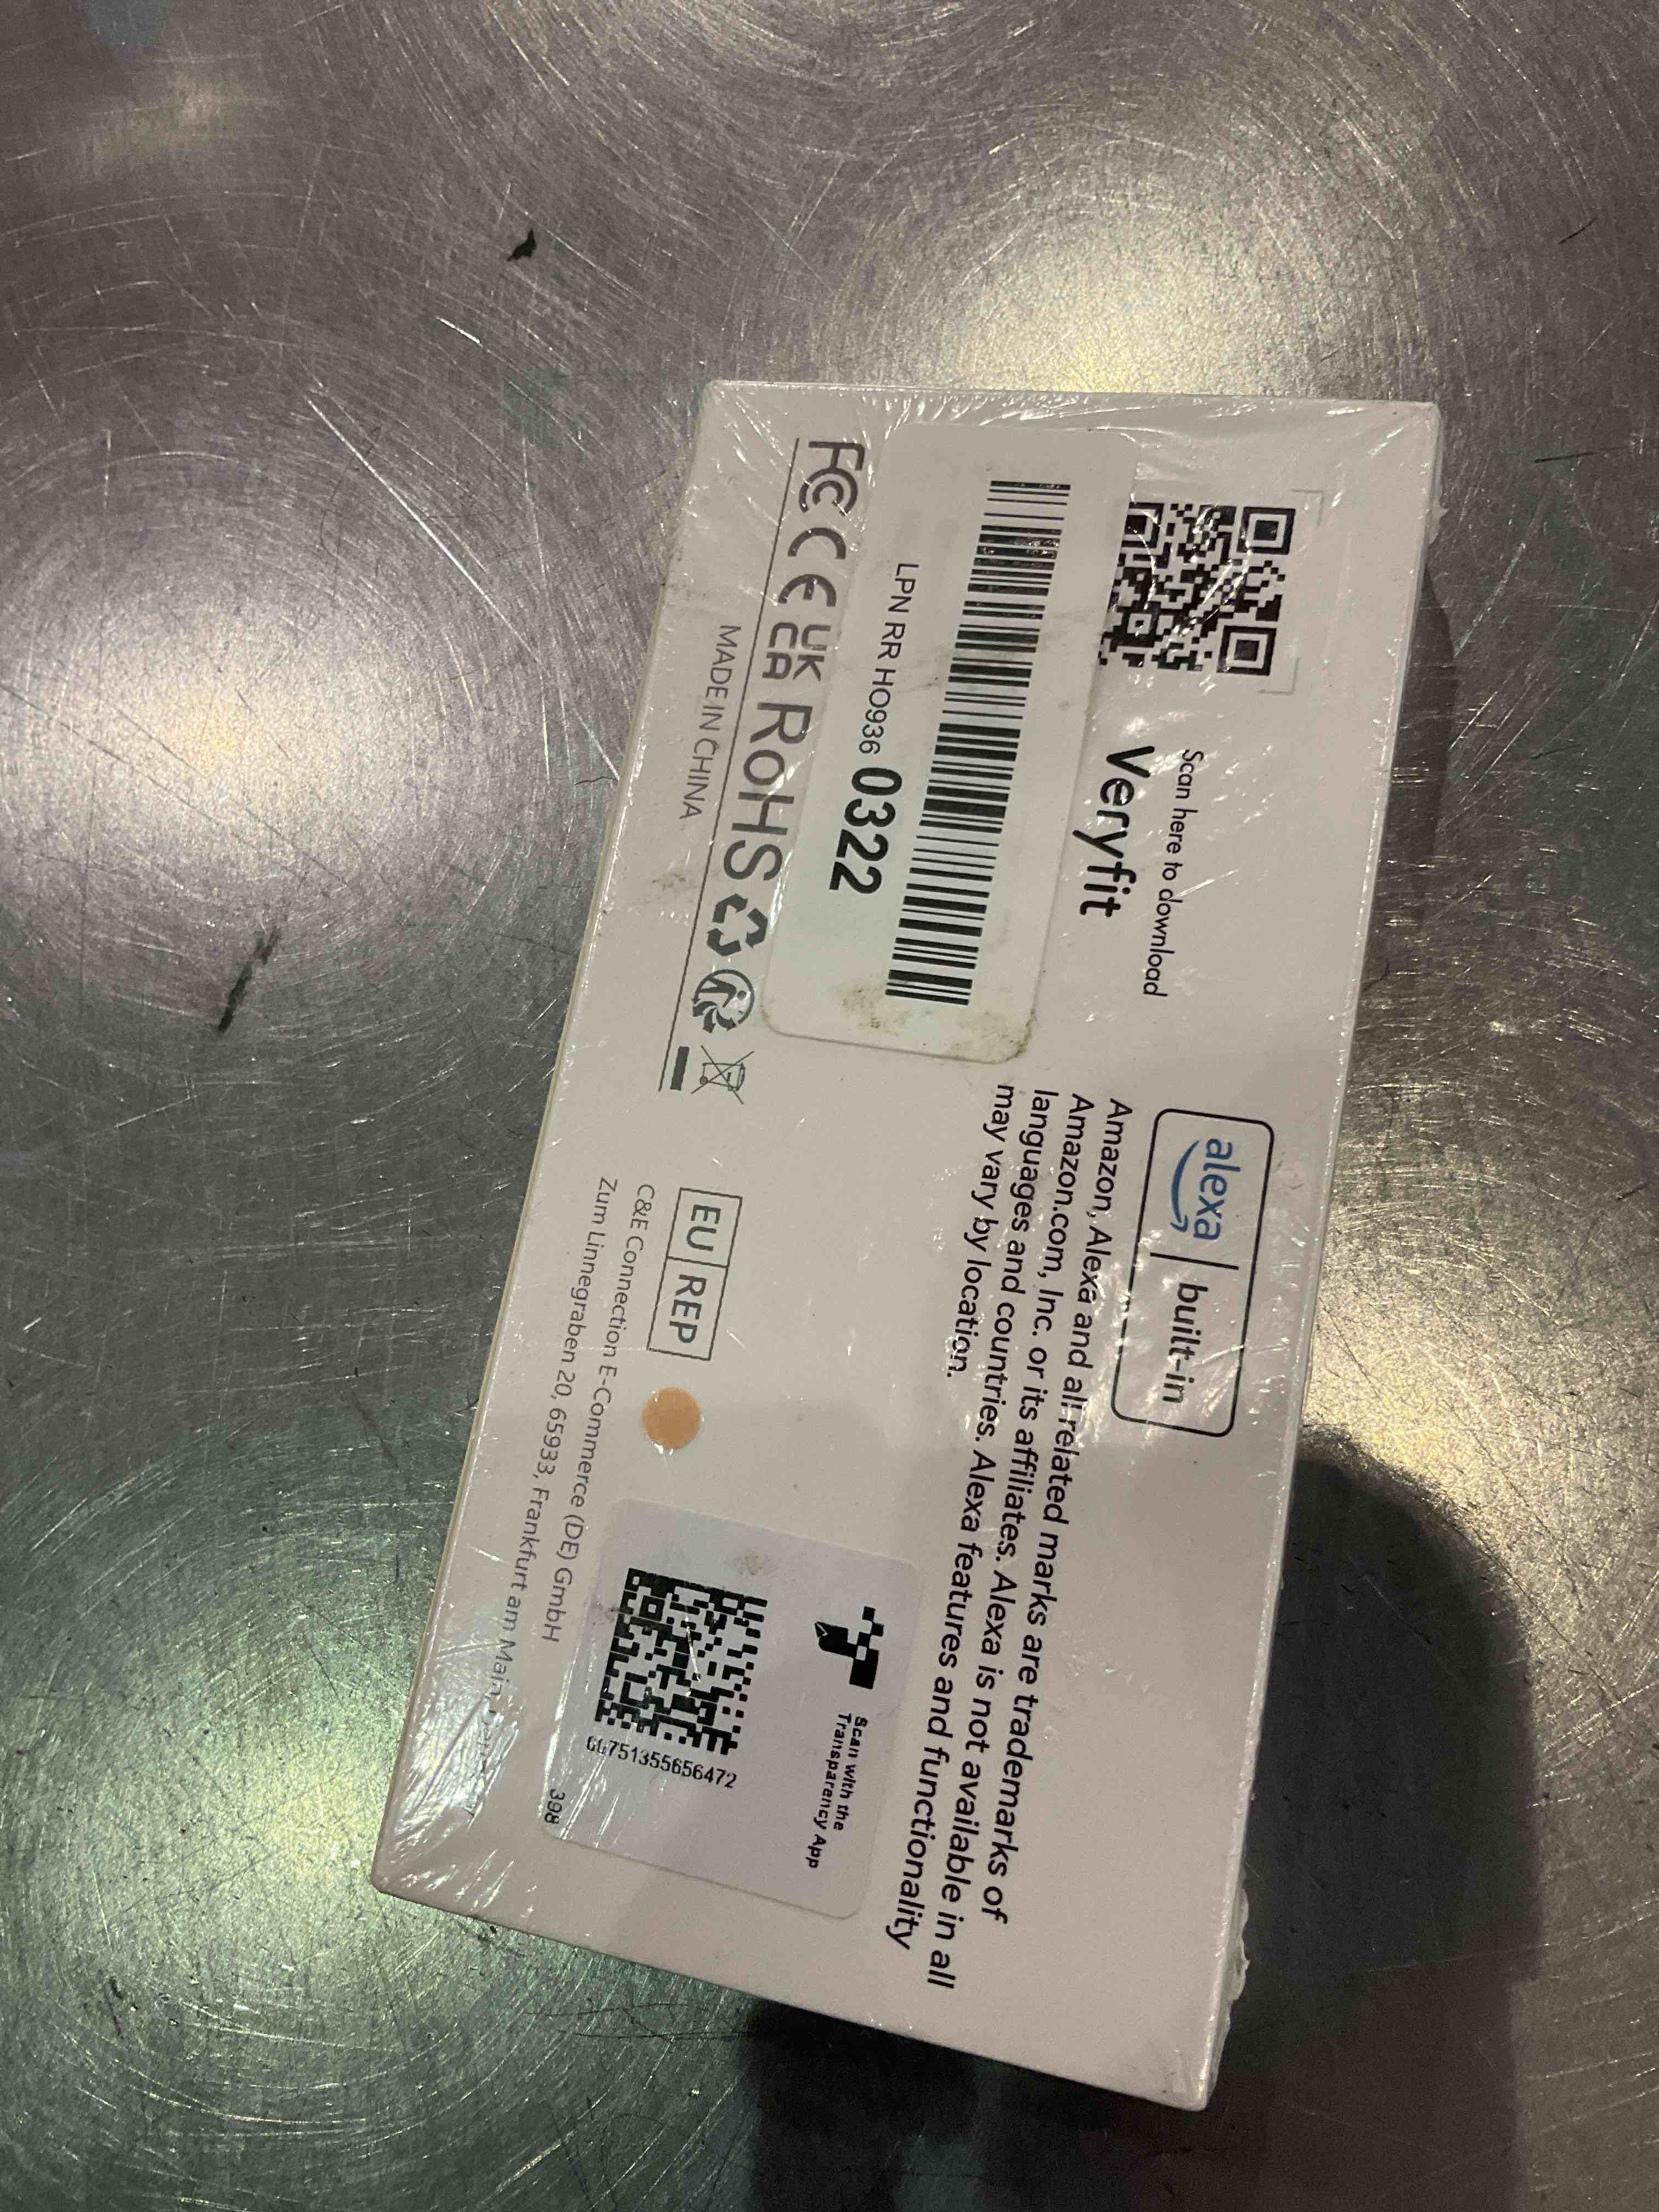 Scan here to download
Veryfit
LPN RR HO936 0322
FC CE UK CA RoHS
MADE IN CHINA
alexa | built-in
Amazon, Alexa and all related marks are trademarks of
Amazon.com, Inc. or its affiliates. Alexa is not available in all
languages and countries. Alexa features and functionality
may vary by location.
EU REP
C&E Connection E-Commerce (DE) GmbH
Zum Linnegraben 20, 65933, Frankfurt am Main,
Scan with the
Transparency App
398